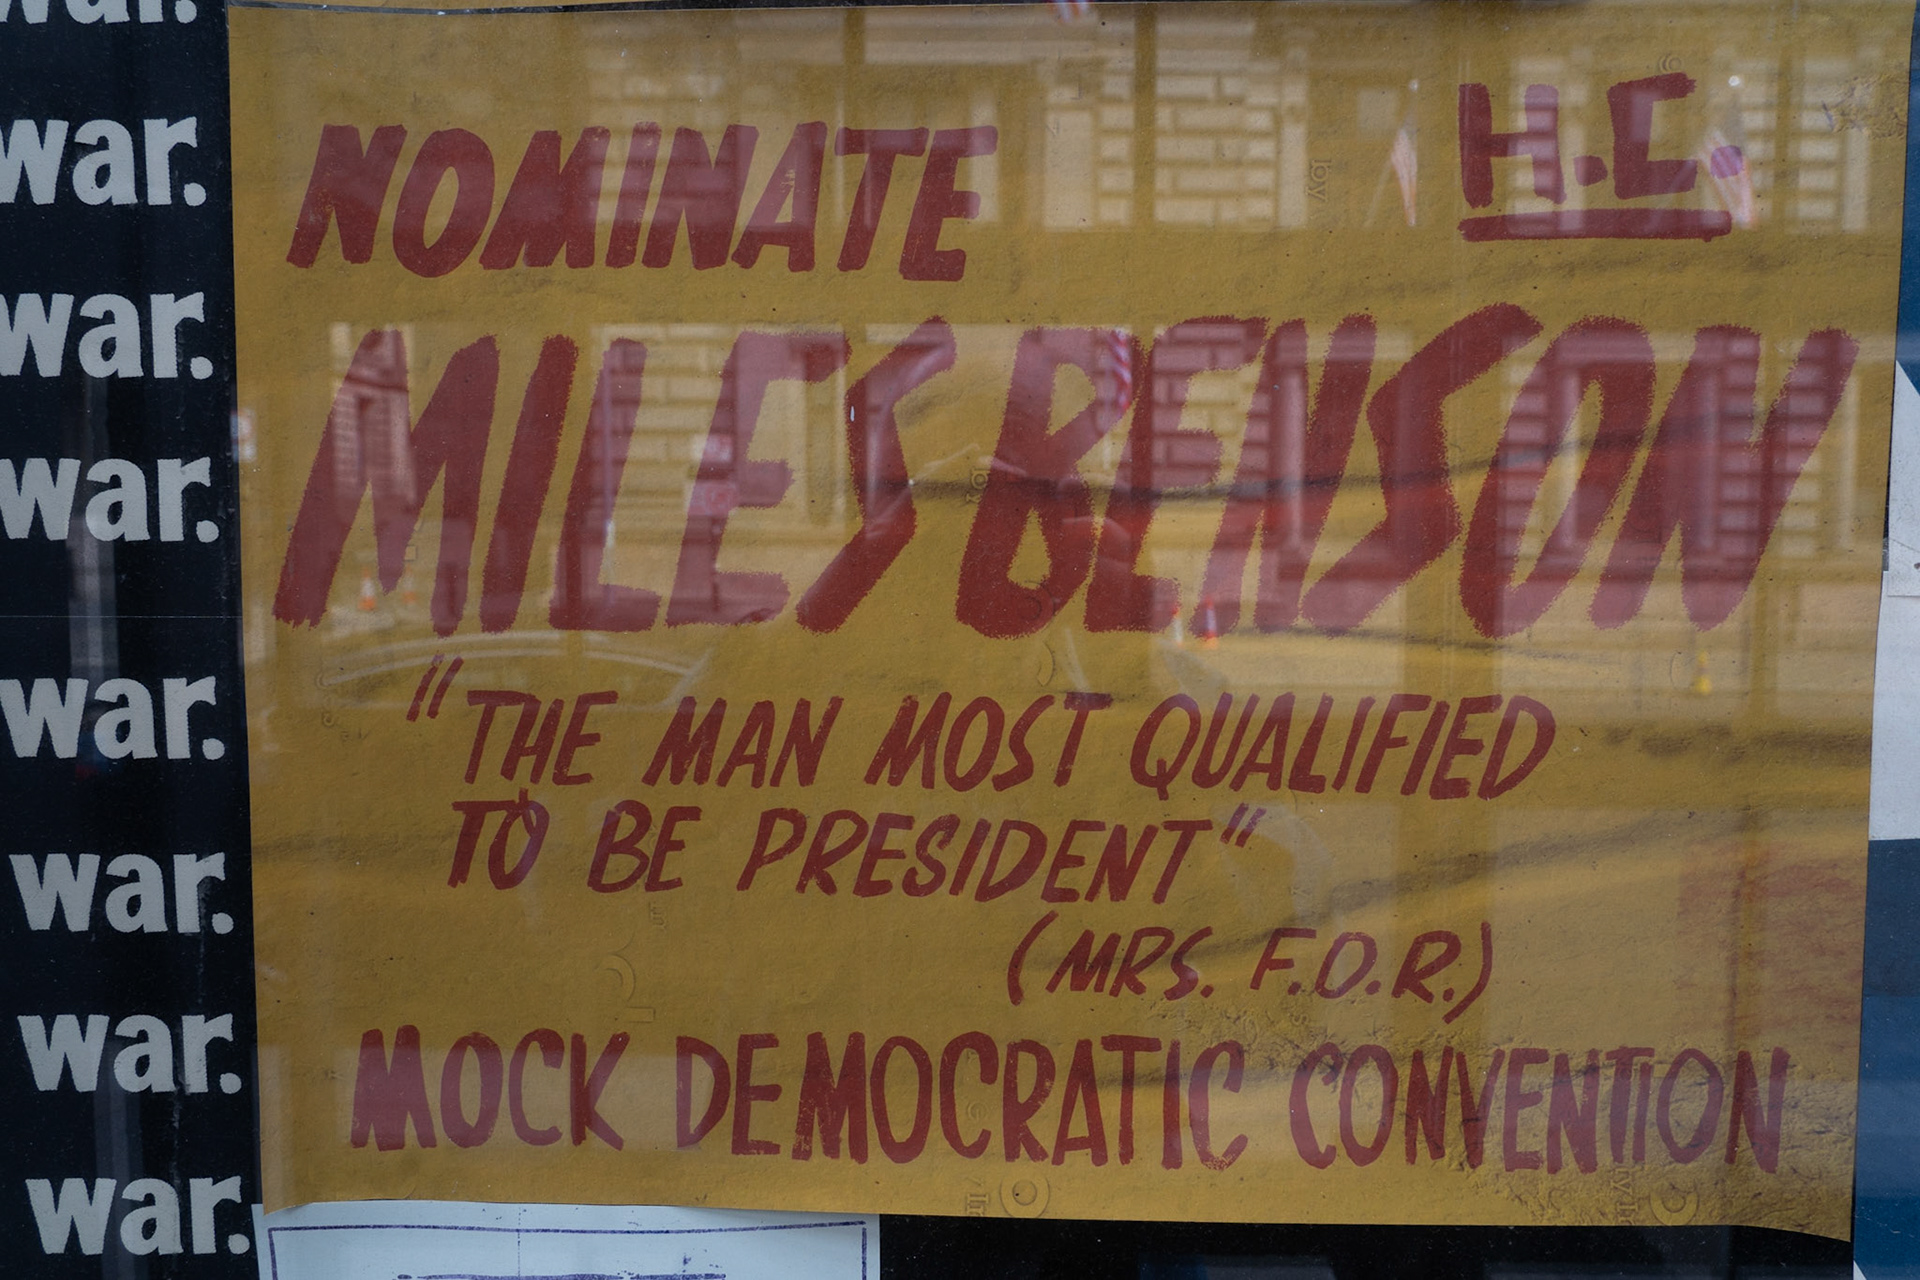 war.
war.
war.
war.
war.
war.
war.
war.
H.C.
NOMINATE
MILES BENSON
"THE MAN MOST QUALIFIED
TO BE PRESIDENT"
(MRS. F.D.R.)
MOCK DEMOCRATIC CONVENTION